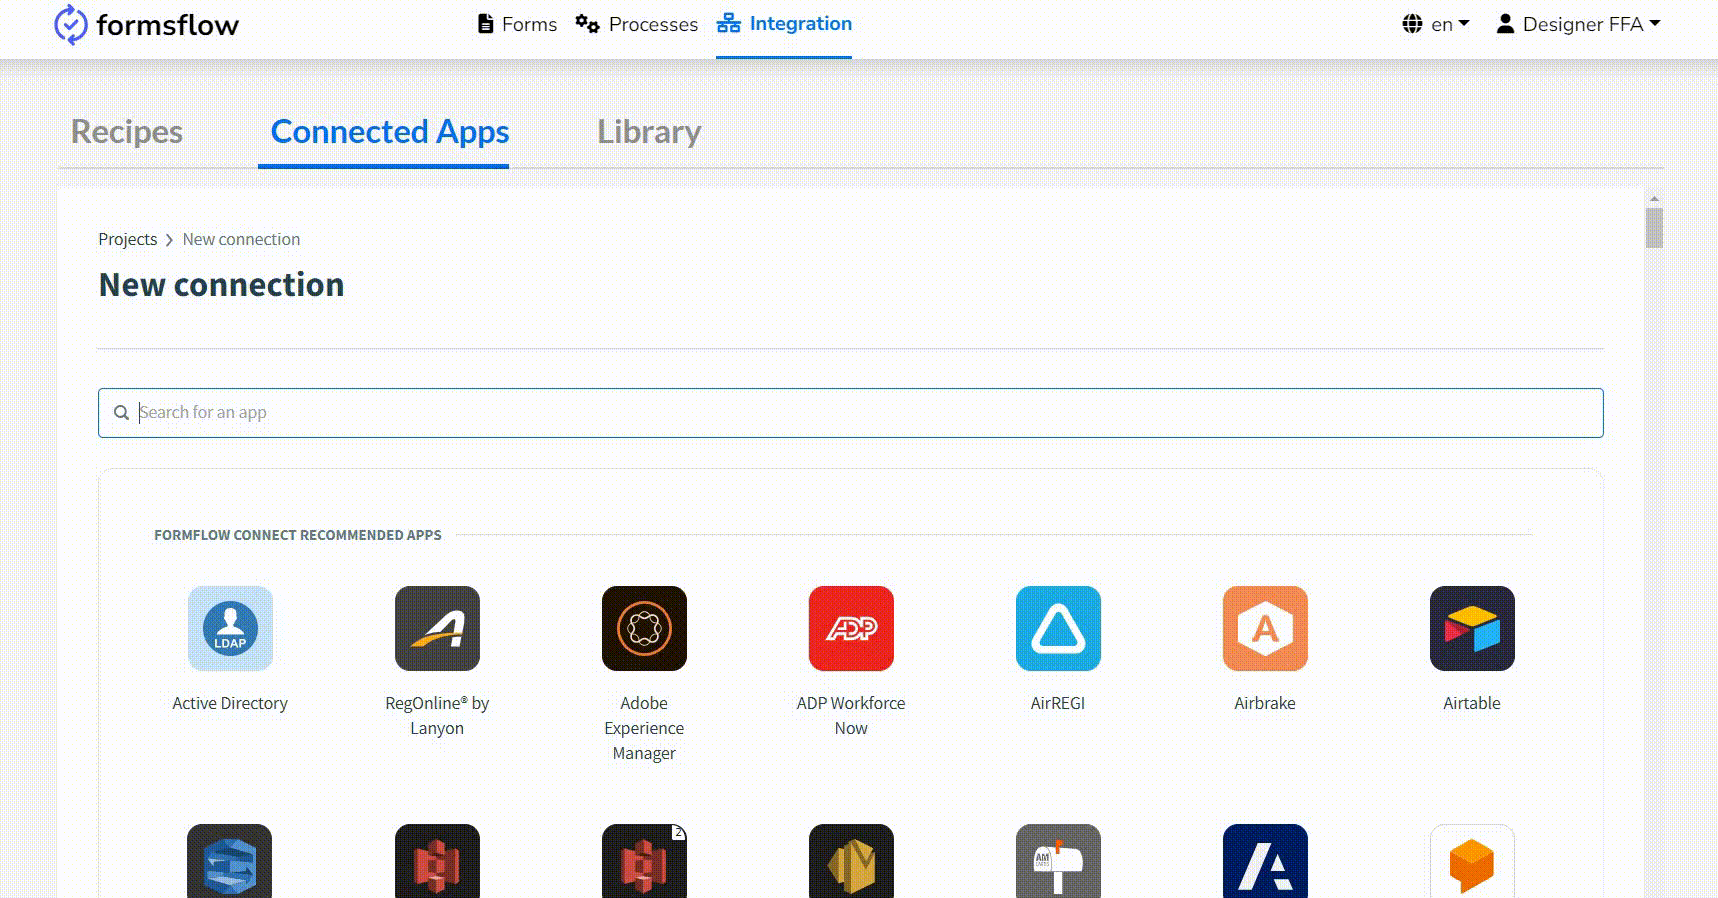 formsflow
Forms
Processes
Integration
en
Designer FFA
Recipes
Connected Apps
Library
Projects
New connection
New connection
Search for an app
FORMFLOW CONNECT RECOMMENDED APPS
LDAP
ADP
A
Active Directory
RegOnline® by
Lanyon
Adobe
Experience
Manager
ADP Workforce
Now
AirREGI
Airbrake
Airtable
2
AM